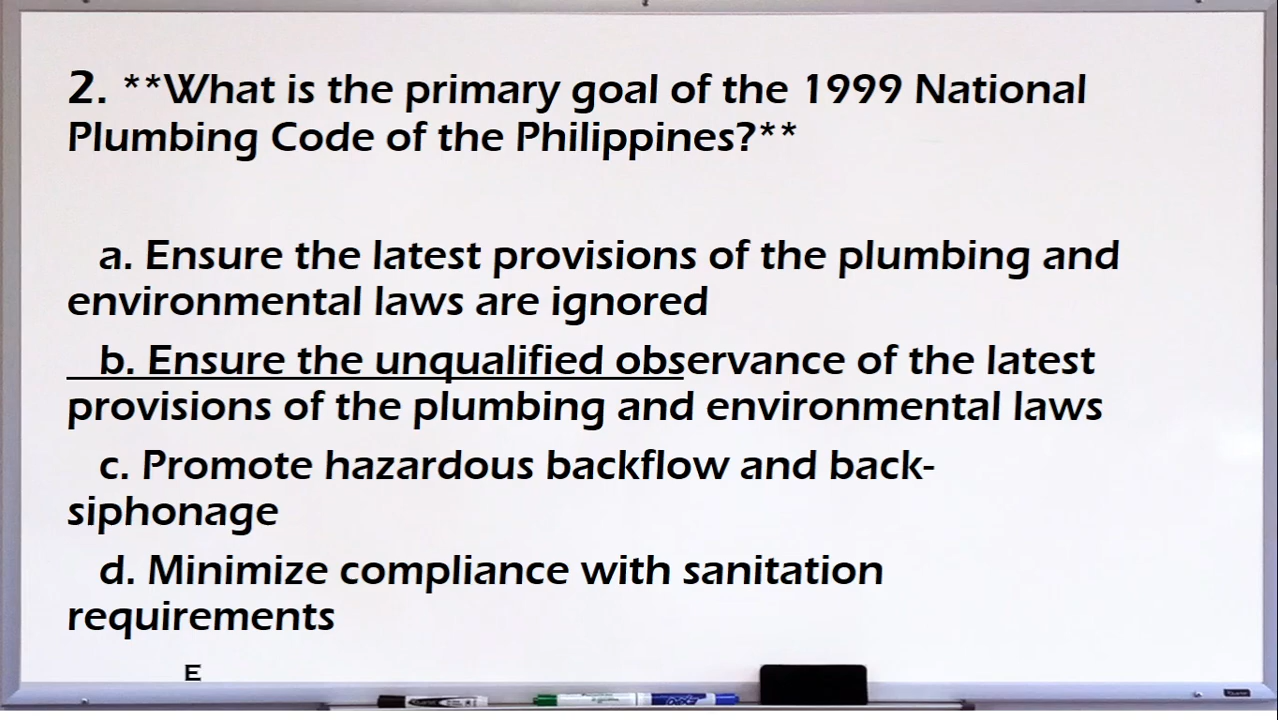 2. **What is the primary goal of the 1999 National
Plumbing Code of the Philippines?**
a. Ensure the latest provisions of the plumbing and
environmental laws are ignored
b. Ensure the unqualified observance of the latest
provisions of the plumbing and environmental laws
c. Promote hazardous backflow and back-
siphonage
d. Minimize compliance with sanitation
requirements
E